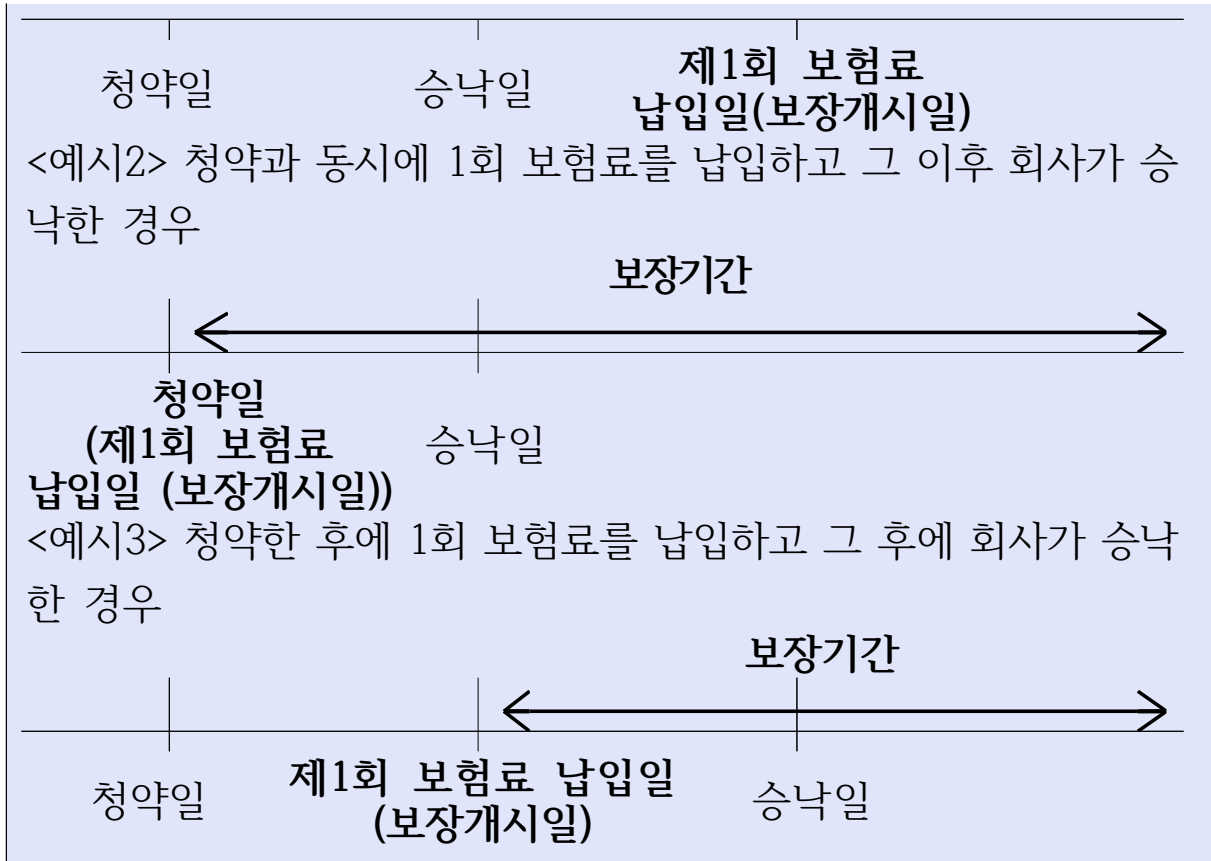 청약일 승낙일 제1회 보험료
납입일(보장개시일)
<예시2> 청약과 동시에 1회 보험료를 납입하고 그 이후 회사가 승
낙한 경우
보장기간
청약일
(제1회 보험료
납입일 (보장개시일))
승낙일
<예시3> 청약한 후에 1회 보험료를 납입하고 그 후에 회사가 승낙
한 경우
보장기간
청약일
제1회 보험료 납입일
(보장개시일)
승낙일